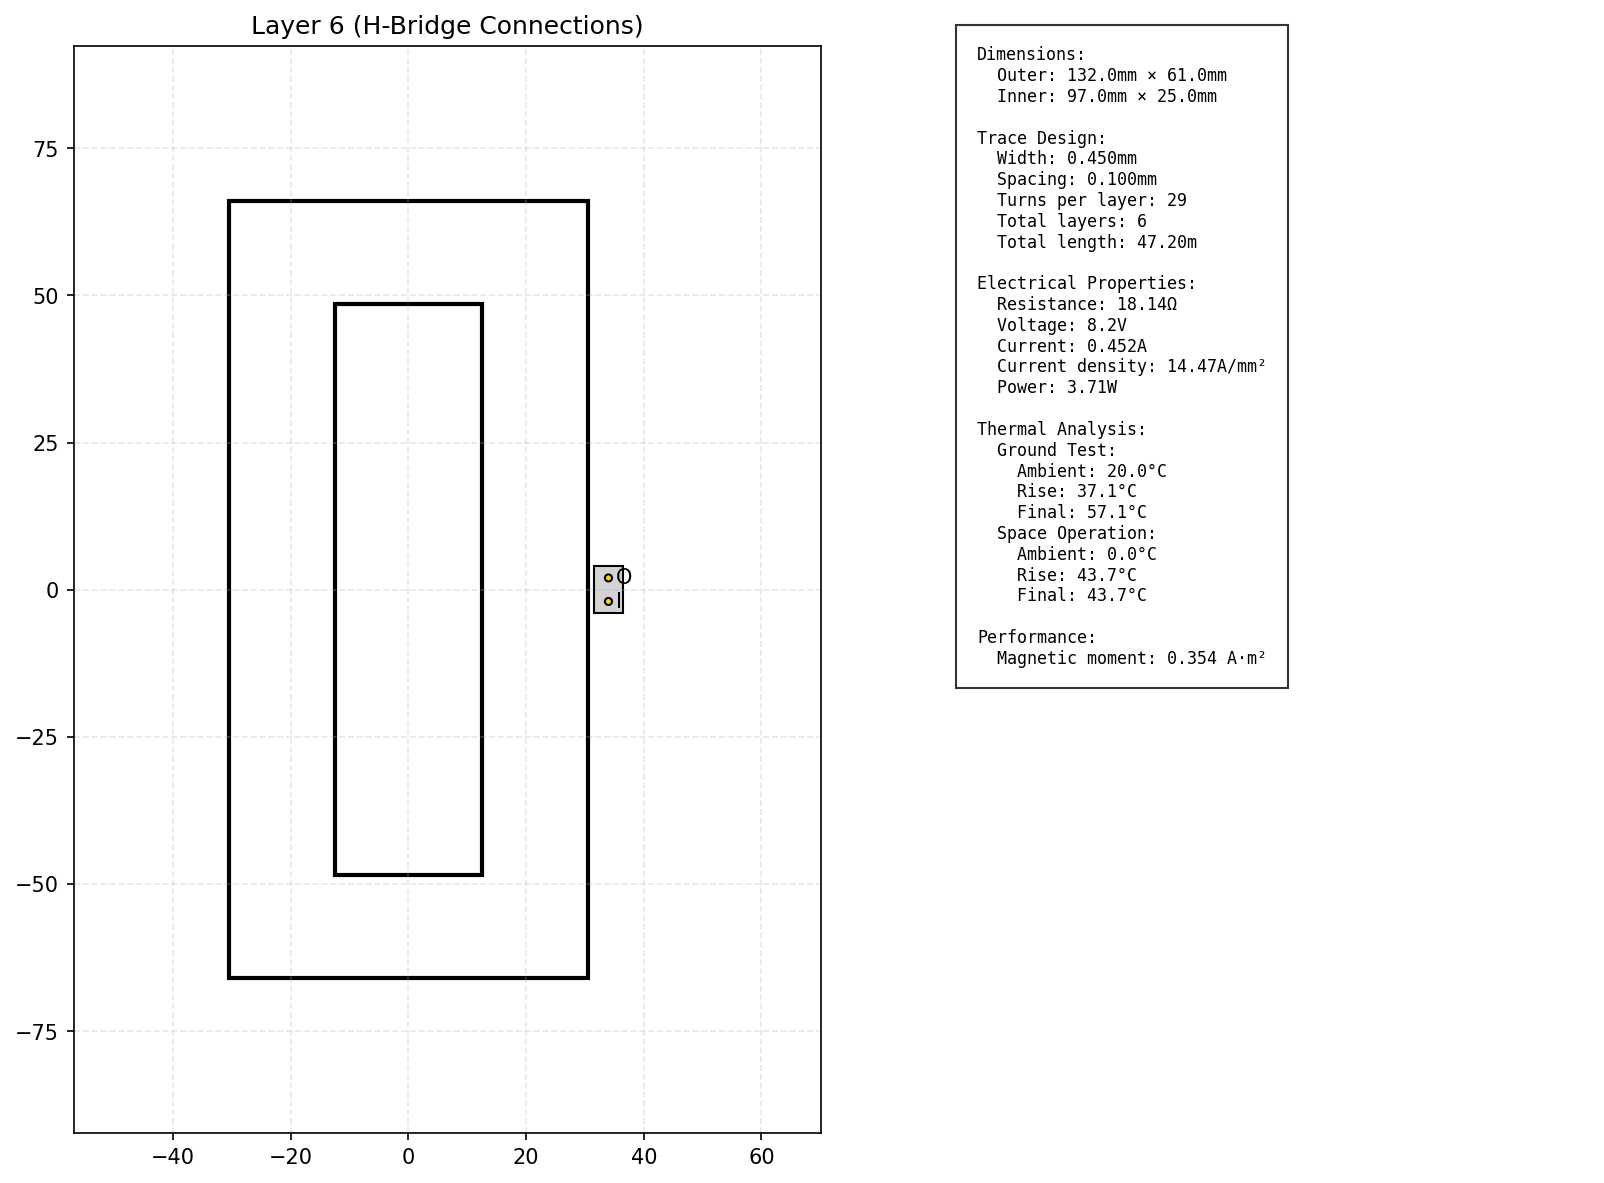 Layer 6 (H-Bridge Connections)
75
50
25
0
−25
−50
−75
−40
−20
0
20
40
60
O
I
Dimensions:
Outer: 132.0mm × 61.0mm
Inner: 97.0mm × 25.0mm
Trace Design:
Width: 0.450mm
Spacing: 0.100mm
Turns per layer: 29
Total layers: 6
Total length: 47.20m
Electrical Properties:
Resistance: 18.14Ω
Voltage: 8.2V
Current: 0.452A
Current density: 14.47A/mm²
Power: 3.71W
Thermal Analysis:
Ground Test:
Ambient: 20.0°C
Rise: 37.1°C
Final: 57.1°C
Space Operation:
Ambient: 0.0°C
Rise: 43.7°C
Final: 43.7°C
Performance:
Magnetic moment: 0.354 A·m²